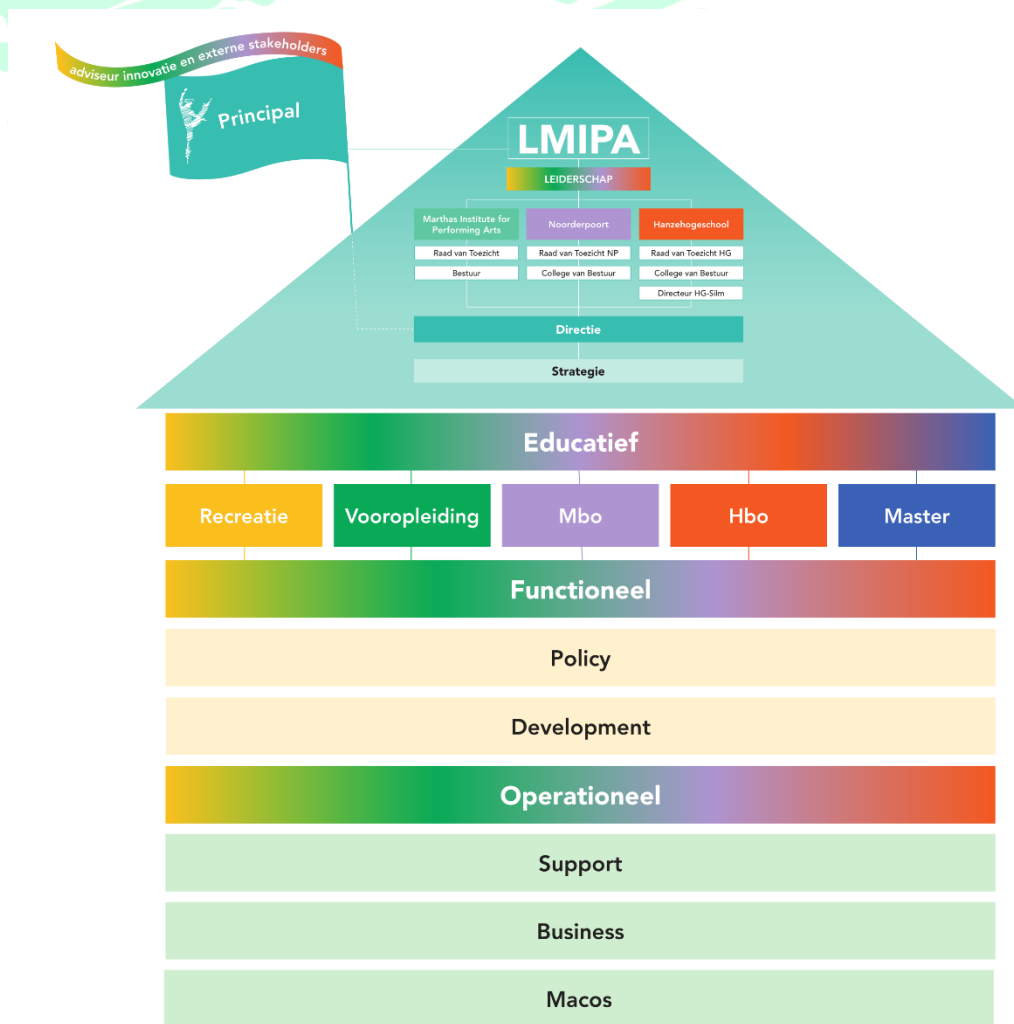 adviseur innovatie en externe stakeholders
Principal
LMIPA
LEIDERSCHAP
Marthas Institute for
Performing Arts
Raad van Toezicht
Bestuur
Noorderpoort
Raad van Toezicht NP
College van Bestuur
Hanzehogeschool
Raad van Toezicht HG
College van Bestuur
Directeur HG-Silm
Directie
Strategie
Educatief
Recreatie
Vooropleiding
Mbo
Hbo
Master
Functioneel
Policy
Development
Operationeel
Support
Business
Macos